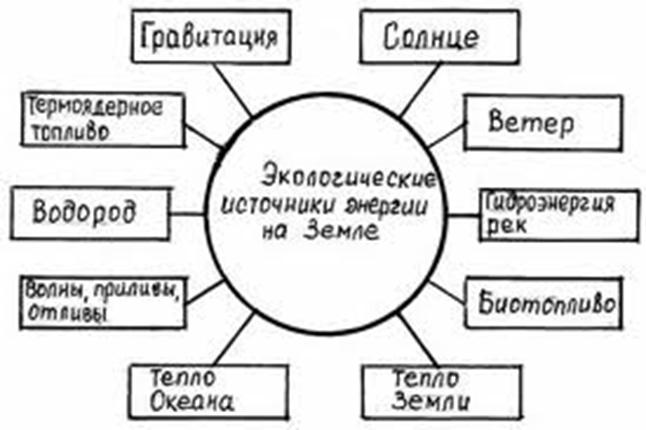 Гравитация
Солнце
Термоядерное
топливо
Ветер
Экологические
источники энергии
на Земле
Водород
Гидроэнергия
рек
Волны, приливы,
отливы
Биотопливо
Тепло
Океана
Тепло
Земли